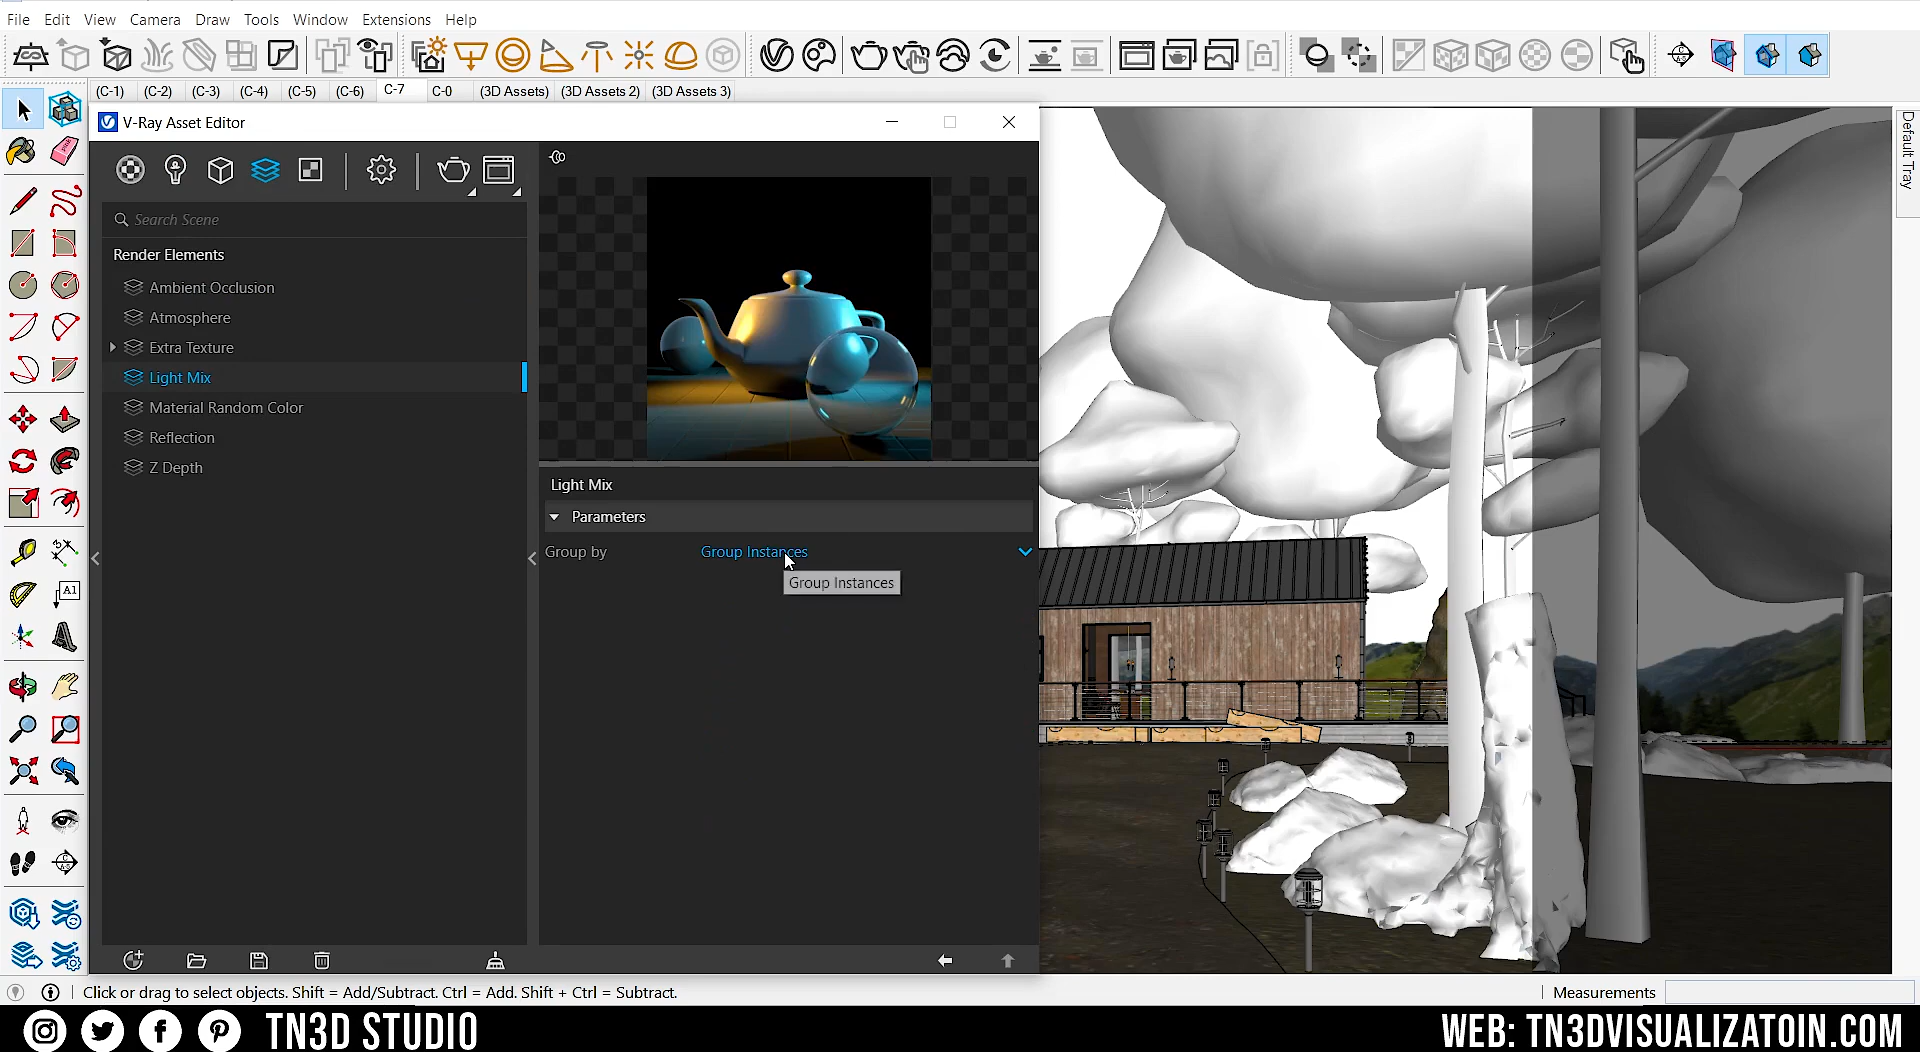 File Edit View Camera Draw Tools Window Extensions Help
(C-1) (C-2) (C-3) (C-4) (C-5) (C-6) C-7 C-0 (3D Assets) (3D Assets 2) (3D Assets 3)
V-Ray Asset Editor
Default Tray
Search Scene
Render Elements
Ambient Occlusion
Atmosphere
Extra Texture
Light Mix
Material Random Color
Reflection
Z Depth
Light Mix
Parameters
Group by Group Instances
Group Instances
A1
Click or drag to select objects. Shift = Add/Subtract. Ctrl = Add. Shift + Ctrl = Subtract.
Measurements
TN3D STUDIO
WEB: TN3DVISUALIZATOIN.COM